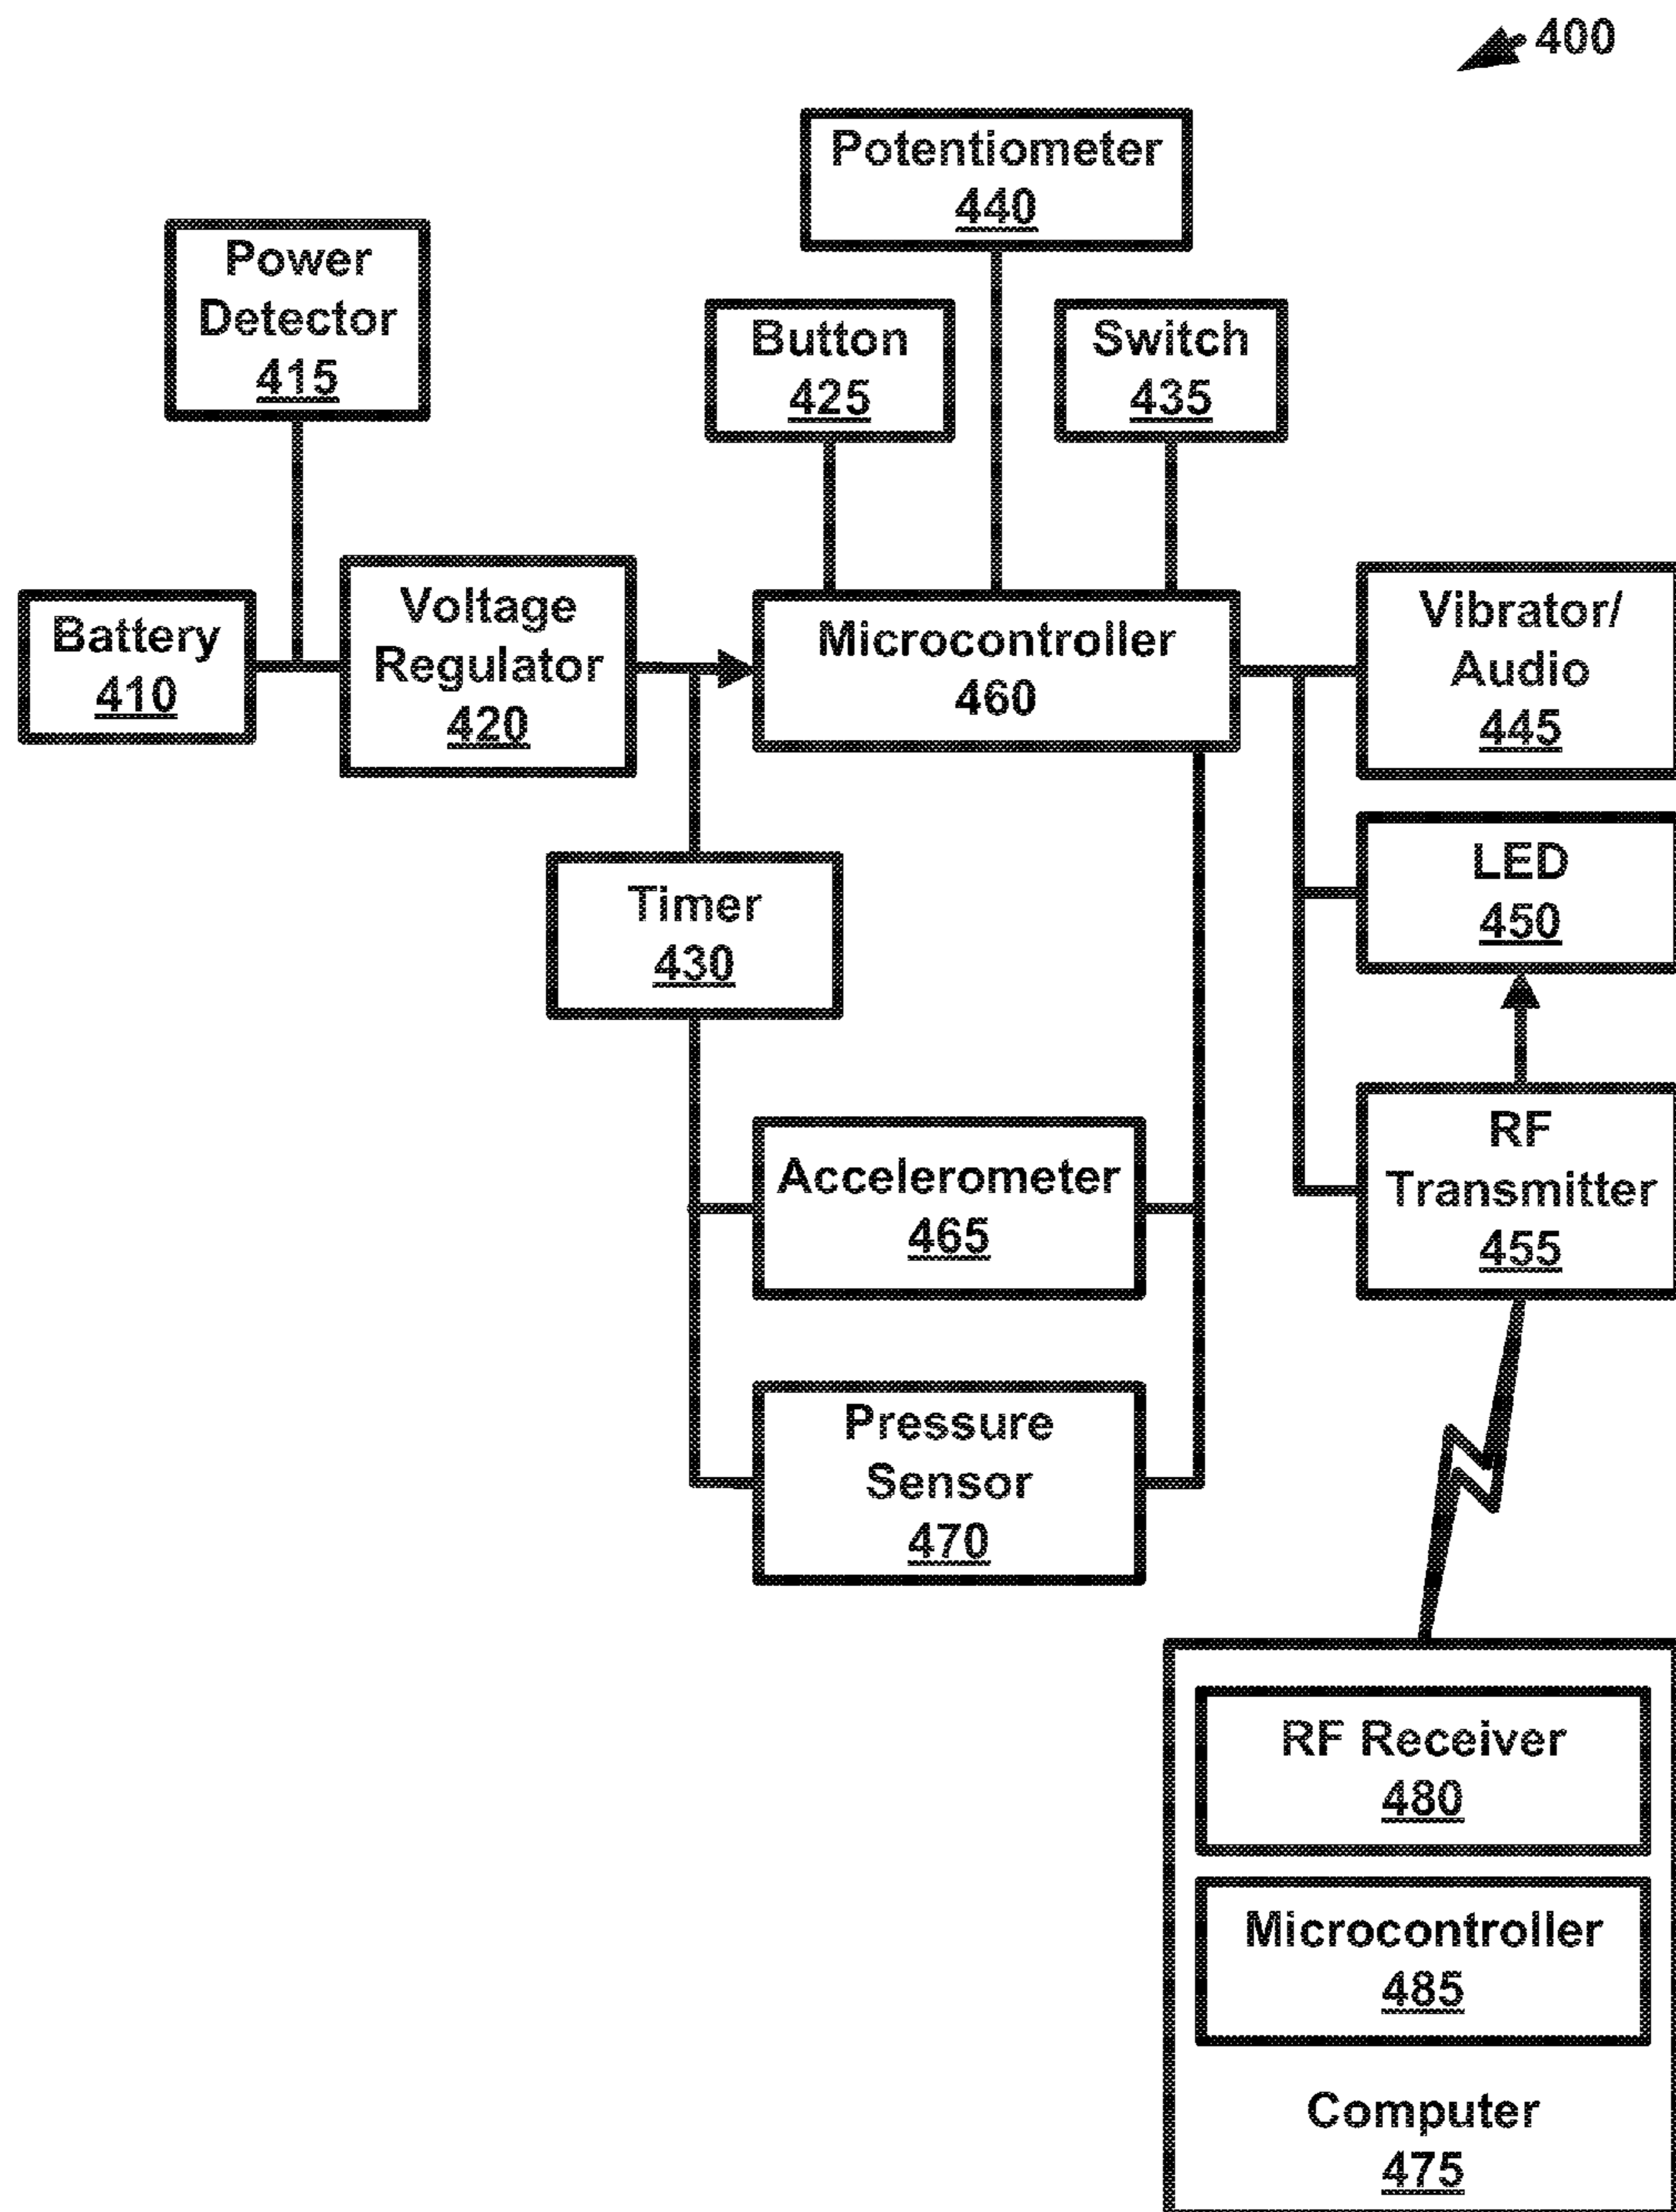 400
Potentiometer
440
Power
Detector
415
Button
425
Switch
435
Battery
410
Voltage
Regulator
420
Microcontroller
460
Vibrator/
Audio
445
LED
450
Timer
430
RF
Transmitter
455
Accelerometer
465
Pressure
Sensor
470
RF Receiver
480
Microcontroller
485
Computer
475